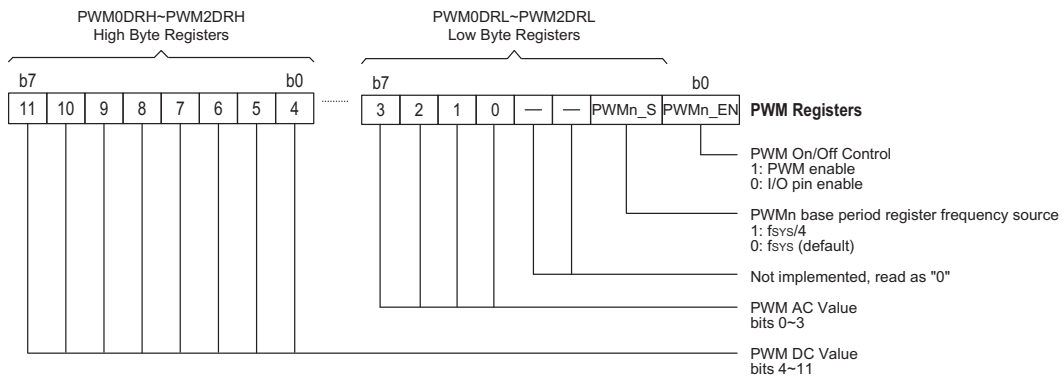 PWM0DRH~PWM2DRH
High Byte Registers
PWM0DRL~PWM2DRL
Low Byte Registers
b7 b0 b7 b0
11 10 9 8 7 6 5 4 3 2 1 0 — — PWMn_S PWMn_EN PWM Registers
PWM On/Off Control
1: PWM enable
0: I/O pin enable
PWMn base period register frequency source
1: fSYS/4
0: fSYS (default)
Not implemented, read as "0"
PWM AC Value
bits 0~3
PWM DC Value
bits 4~11